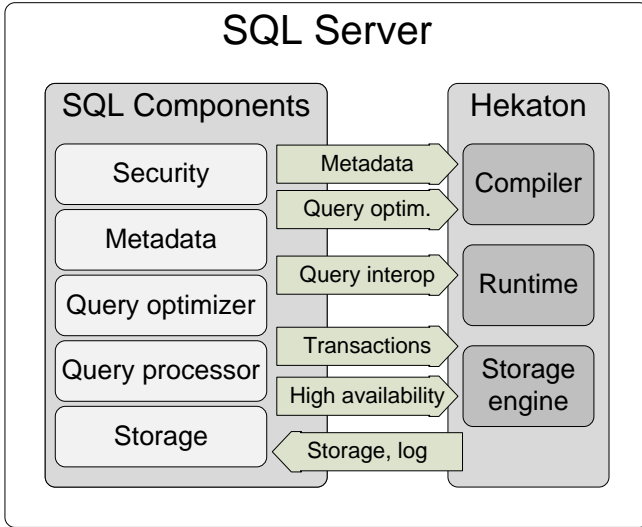 SQL Server
SQL Components
Security
Metadata
Query optimizer
Query processor
Storage
Metadata
Query optim.
Query interop
Transactions
High availability
Storage, log
Hekaton
Compiler
Runtime
Storage
engine